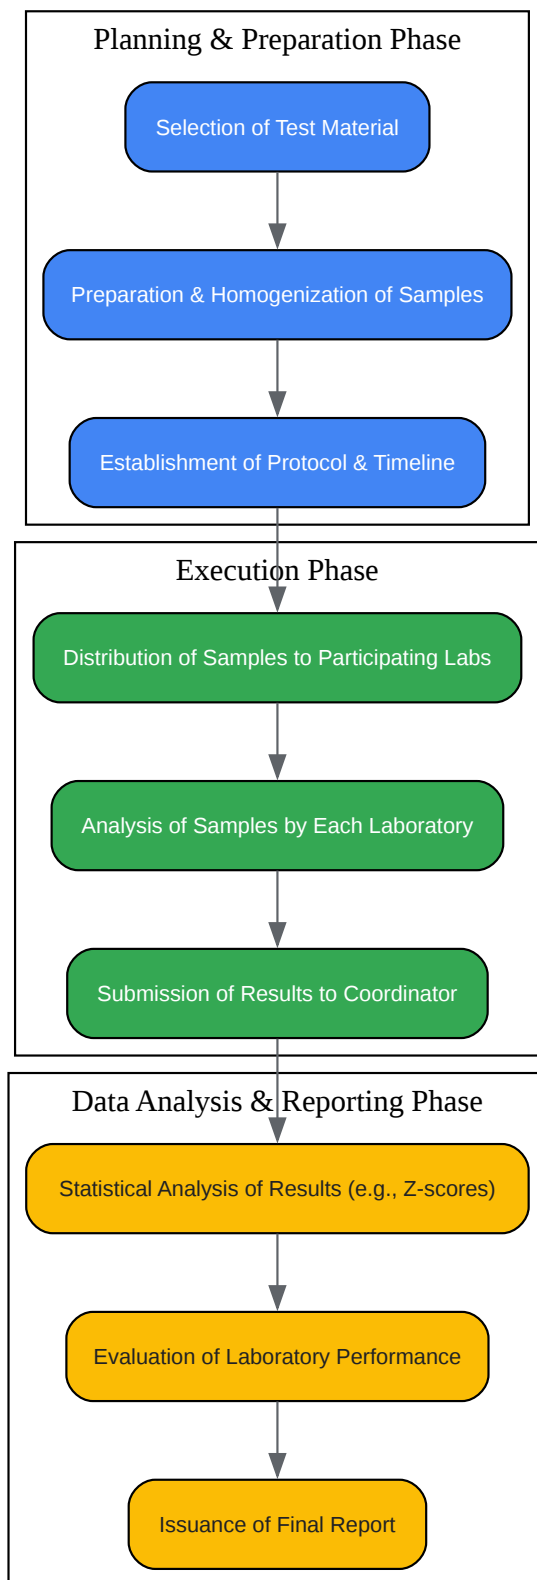 Planning & Preparation Phase
Selection of Test Material
Preparation & Homogenization of Samples
Establishment of Protocol & Timeline
Execution Phase
Distribution of Samples to Participating Labs
Analysis of Samples by Each Laboratory
Submission of Results to Coordinator
Data Analysis & Reporting Phase
Statistical Analysis of Results (e.g., Z-scores)
Evaluation of Laboratory Performance
Issuance of Final Report